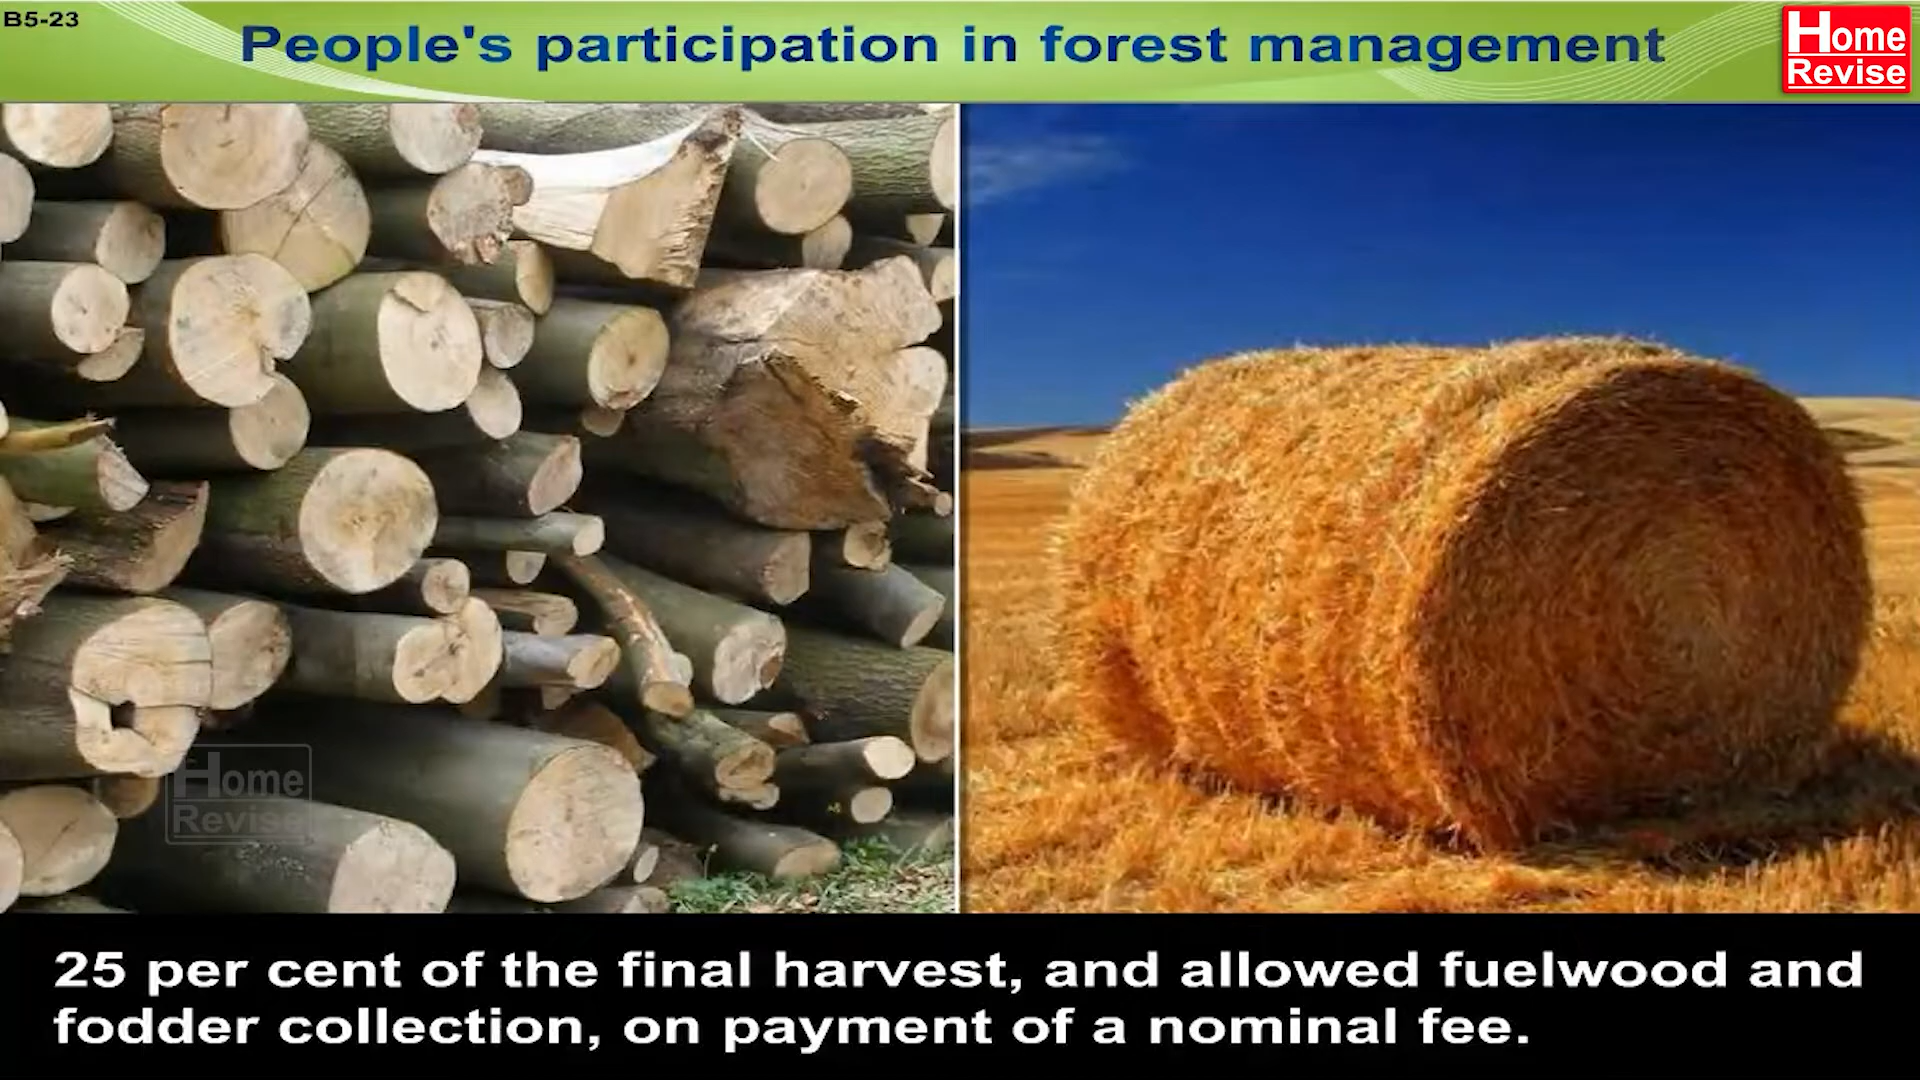 B5-23
People's participation in forest management
Home
Revise
Home
Revise
25 per cent of the final harvest, and allowed fuelwood and
fodder collection, on payment of a nominal fee.